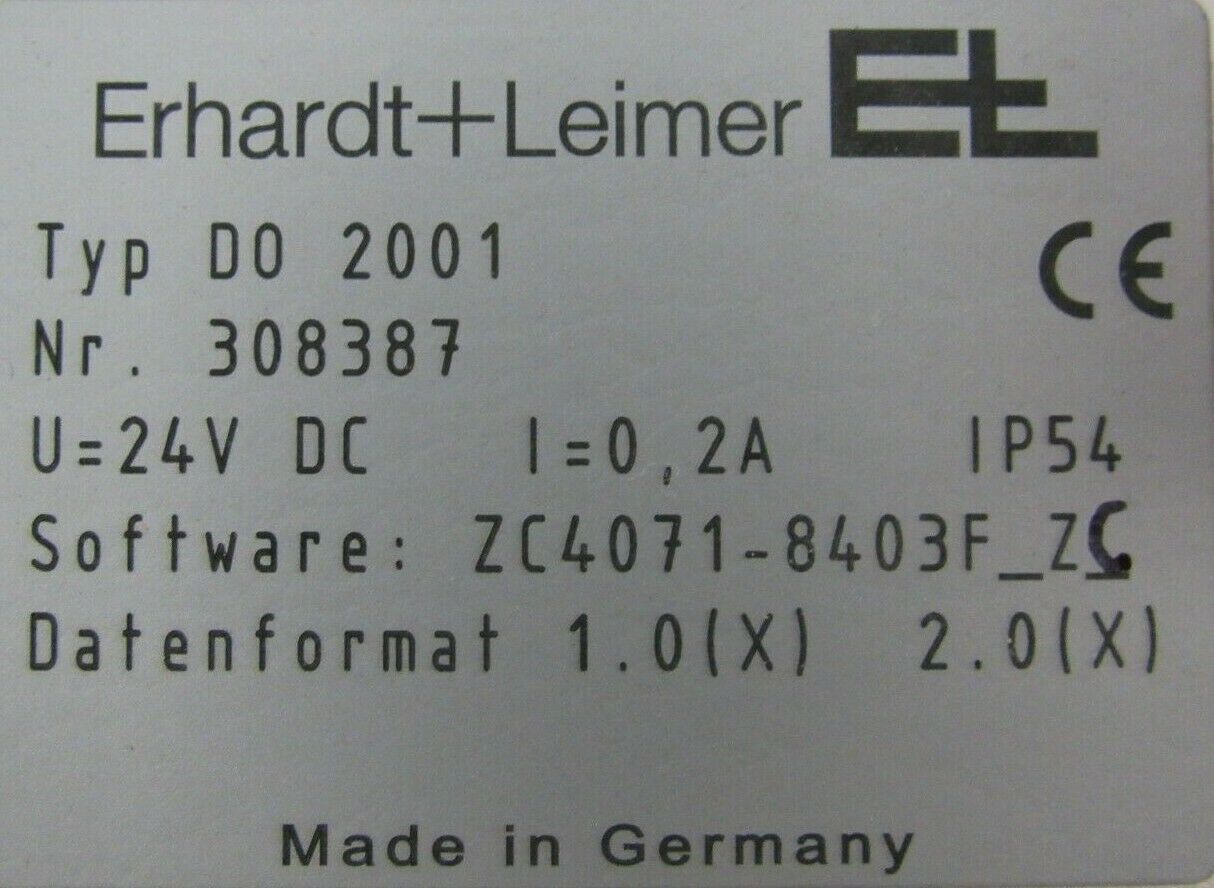 Erhardt+Leimer E+L
Typ DO 2001 CE
Nr. 308387
U=24V DC I=0,2A IP54
Software: ZC4071-8403F_ZC
Datenformat 1.0(X) 2.0(X)
Made in Germany